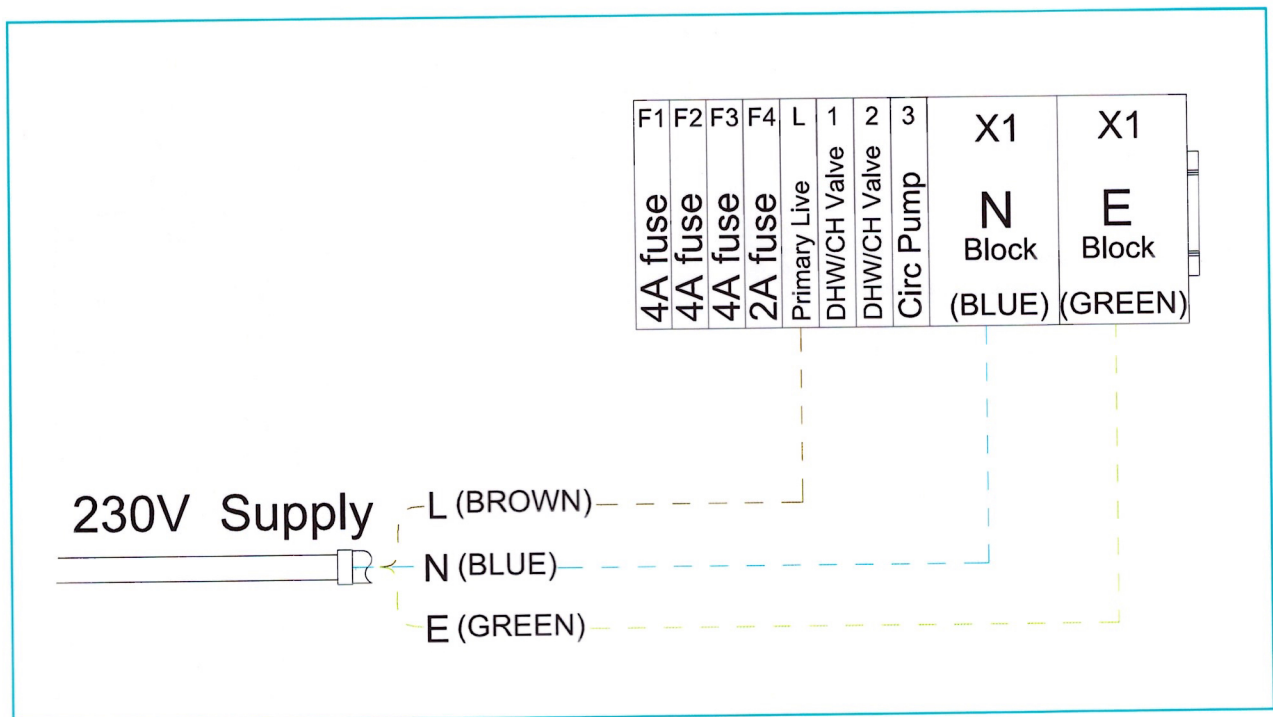 F1 F2 F3 F4 L 1 2 3 X1 X1
4A fuse
4A fuse
4A fuse
2A fuse
Primary Live
DHW/CH Valve
DHW/CH Valve
Circ Pump
N
Block
(BLUE)
E
Block
(GREEN)
230V Supply
L (BROWN)
N (BLUE)
E (GREEN)